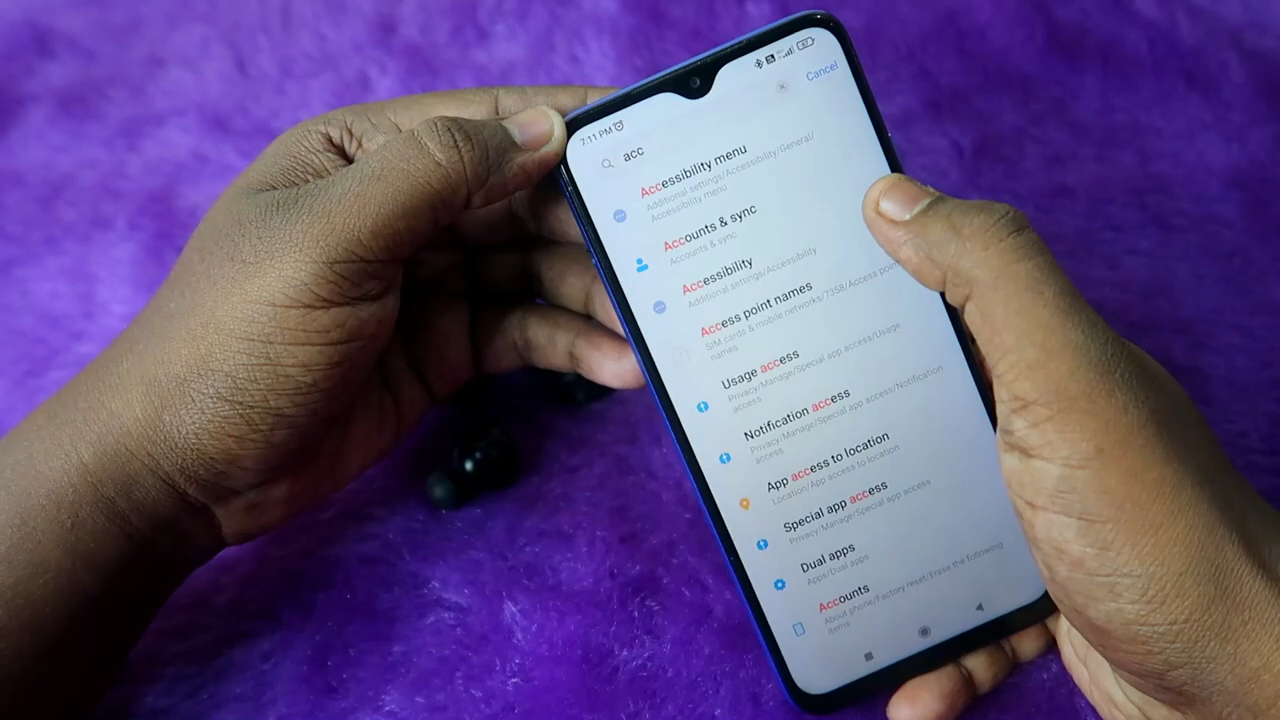 7:11 PM
67
acc
Cancel
Accessibility menu
Additional settings/Accessibility/General/
Accessibility menu
Accounts & sync
Accounts & sync
Accessibility
Additional settings/Accessibility
Access point names
SIM cards & mobile networks/7358/Access point
names
Usage access
Privacy/Manage/Special app access/Usage
access
Notification access
Privacy/Manage/Special app access/Notification
access
App access to location
Location/App access to location
Special app access
Privacy/Manage/Special app access
Dual apps
Apps/Dual apps
Accounts
About phone/Factory reset/Erase the following
items